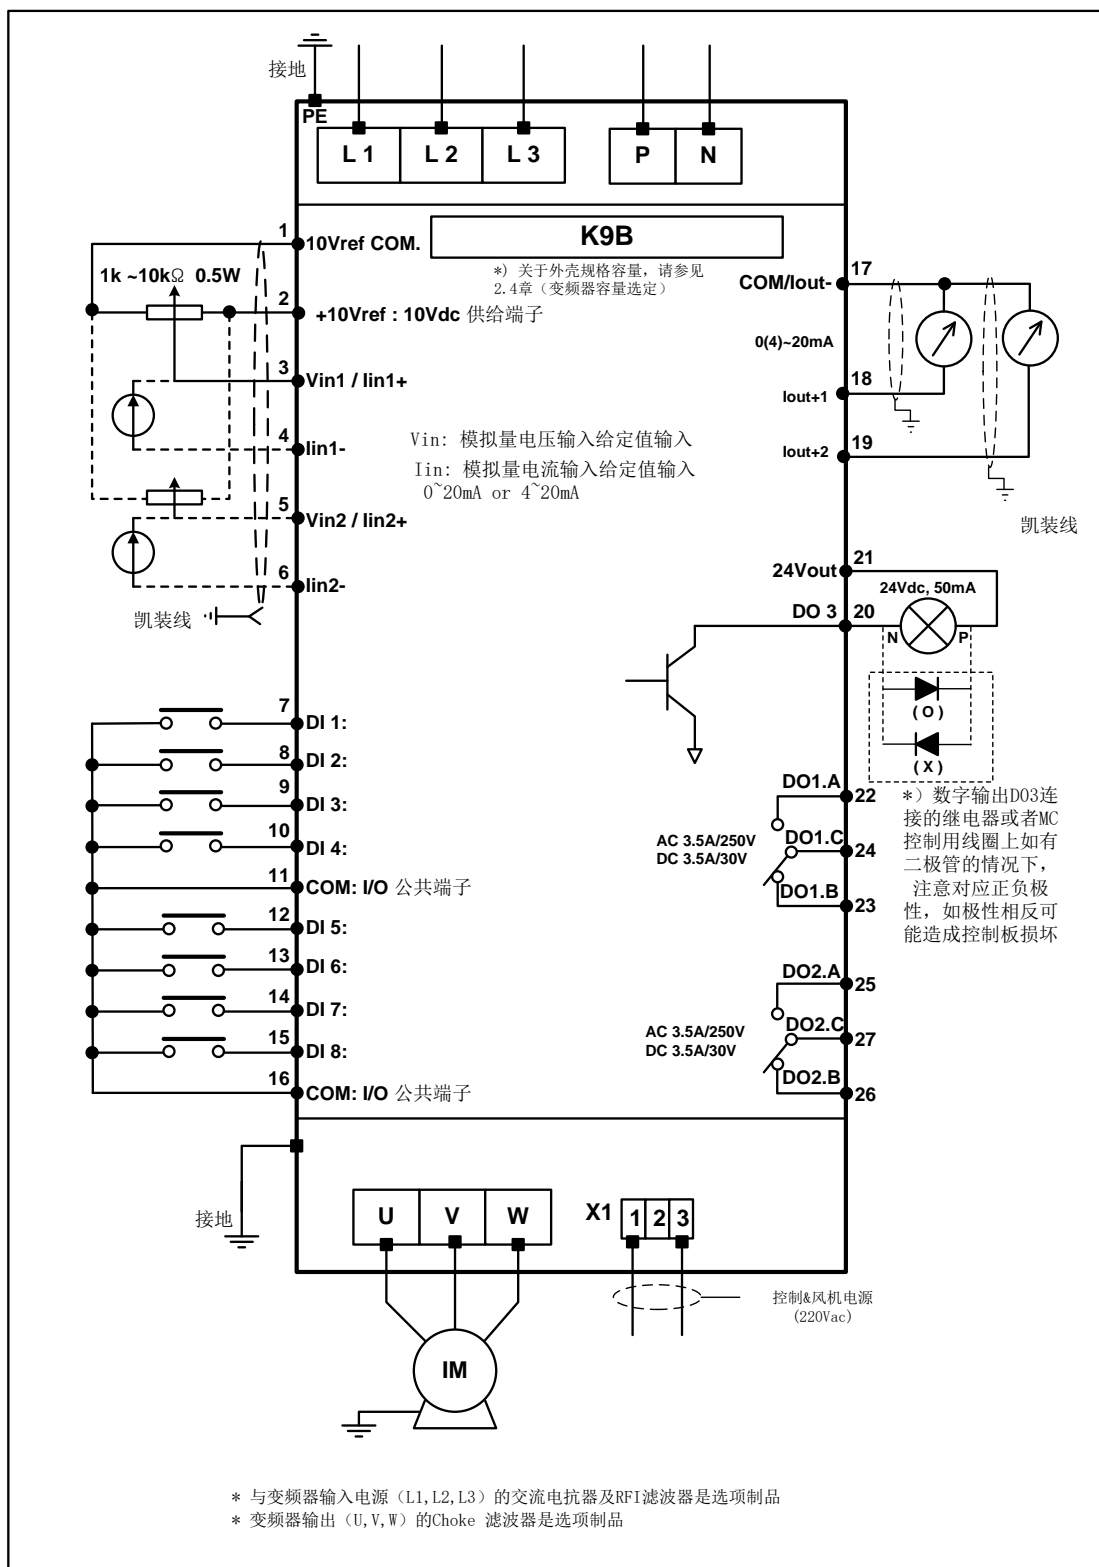 接地
PE
L 1
L 2
L 3
P
N
K9B
*) 关于外壳规格容量，请参见
2.4章（变频器容量选定）
1
10Vref COM.
1k ~10kΩ 0.5W
2
+10Vref : 10Vdc 供给端子
3
Vin1 / Iin1+
4
Iin1-
5
Vin2 / Iin2+
6
Iin2-
凯装线
Vin: 模拟量电压输入给定值输入
Iin: 模拟量电流输入给定值输入
0~20mA or 4~20mA
17
COM/Iout-
0(4)~20mA
18
Iout+1
19
Iout+2
凯装线
21
24Vout
24Vdc, 50mA
DO 3
20
N
P
( O )
( X )
*）数字输出DO3连
接的继电器或者MC
控制用线圈上如有
二极管的情况下，
注意对应正负极
性，如极性相反可
能造成控制板损坏
7
DI 1:
8
DI 2:
9
DI 3:
10
DI 4:
11
COM: I/O 公共端子
12
DI 5:
13
DI 6:
14
DI 7:
15
DI 8:
16
COM: I/O 公共端子
DO1.A
22
AC 3.5A/250V
DC 3.5A/30V
DO1.C
24
DO1.B
23
DO2.A
25
AC 3.5A/250V
DC 3.5A/30V
DO2.C
27
DO2.B
26
接地
U
V
W
X1
1
2
3
控制&风机电源
(220Vac)
IM
* 与变频器输入电源（L1,L2,L3）的交流电抗器及RFI滤波器是选项制品
* 变频器输出（U,V,W）的Choke 滤波器是选项制品